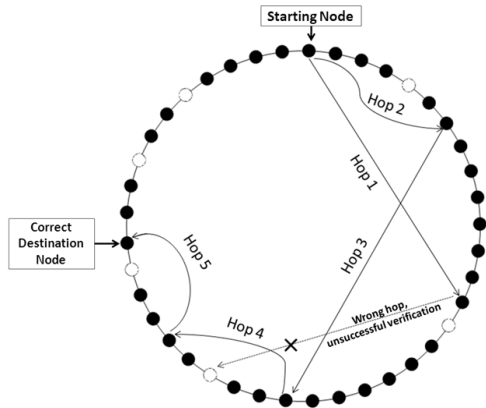 Starting Node
Hop 2
Hop 1
Hop 3
Correct
Destination
Node
Hop 5
Wrong hop,
unsuccessful verification
Hop 4